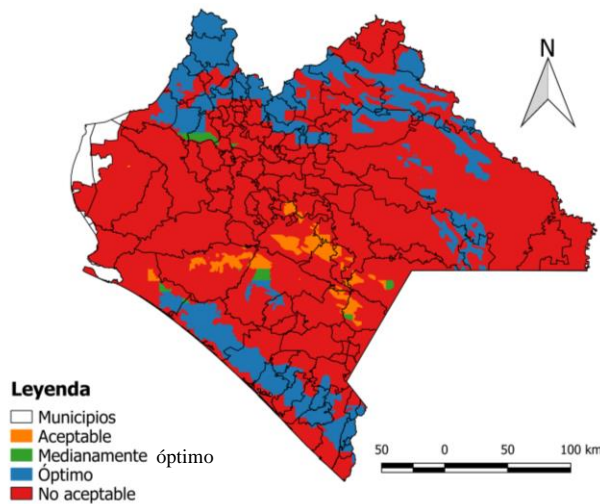 N
Leyenda
Municipios
Aceptable
Medianamente óptimo
Óptimo
No aceptable
50 0 50 100 km